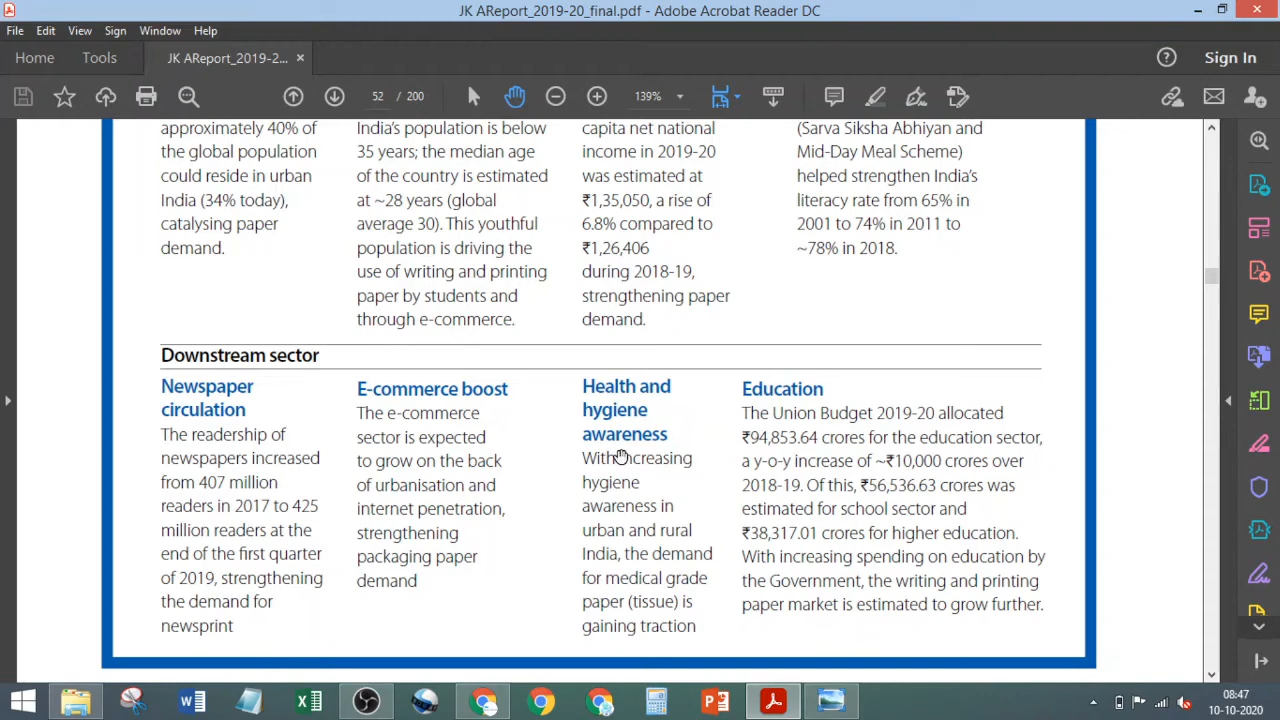 JK AReport_2019-20_final.pdf - Adobe Acrobat Reader DC
File Edit View Sign Window Help
Home Tools JK AReport_2019-2... × Sign In
52 / 200 139%
approximately 40% of
the global population
could reside in urban
India (34% today),
catalysing paper
demand.
India's population is below
35 years; the median age
of the country is estimated
at ~28 years (global
average 30). This youthful
population is driving the
use of writing and printing
paper by students and
through e-commerce.
capita net national
income in 2019-20
was estimated at
₹1,35,050, a rise of
6.8% compared to
₹1,26,406
during 2018-19,
strengthening paper
demand.
(Sarva Siksha Abhiyan and
Mid-Day Meal Scheme)
helped strengthen India's
literacy rate from 65% in
2001 to 74% in 2011 to
~78% in 2018.
Downstream sector
Newspaper
circulation
The readership of
newspapers increased
from 407 million
readers in 2017 to 425
million readers at the
end of the first quarter
of 2019, strengthening
the demand for
newsprint
E-commerce boost
The e-commerce
sector is expected
to grow on the back
of urbanisation and
internet penetration,
strengthening
packaging paper
demand
Health and
hygiene
awareness
With increasing
hygiene
awareness in
urban and rural
India, the demand
for medical grade
paper (tissue) is
gaining traction
Education
The Union Budget 2019-20 allocated
₹94,853.64 crores for the education sector,
a y-o-y increase of ~₹10,000 crores over
2018-19. Of this, ₹56,536.63 crores was
estimated for school sector and
₹38,317.01 crores for higher education.
With increasing spending on education by
the Government, the writing and printing
paper market is estimated to grow further.
08:47
10-10-2020